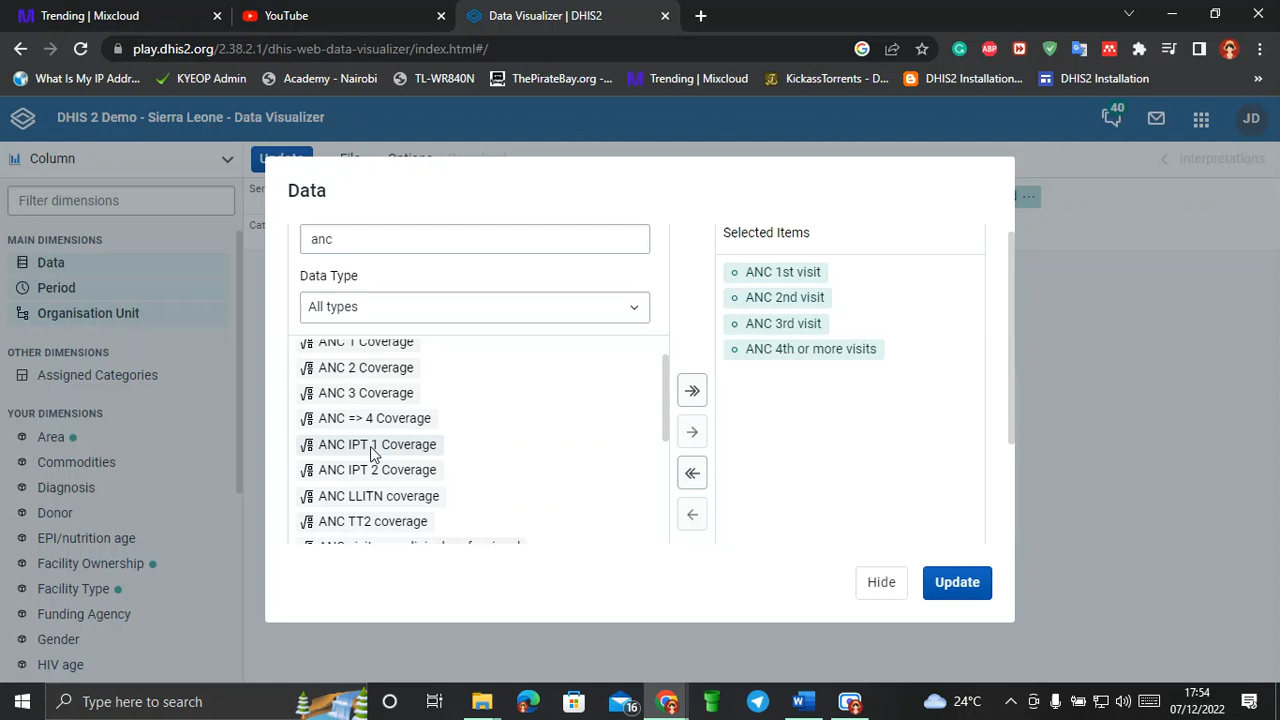 Trending | Mixcloud
YouTube
Data Visualizer | DHIS2
play.dhis2.org/2.38.2.1/dhis-web-data-visualizer/index.html#/
What Is My IP Addr...
KYEOP Admin
Academy - Nairobi
TL-WR840N
ThePirateBay.org -...
Trending | Mixcloud
KickassTorrents - D...
DHIS2 Installation...
DHIS2 Installation
»
DHIS 2 Demo - Sierra Leone - Data Visualizer
40
JD
Column
Update
File
Options
Download
Interpretations
Filter dimensions
MAIN DIMENSIONS
Data
Period
Organisation Unit
OTHER DIMENSIONS
Assigned Categories
YOUR DIMENSIONS
Area
Commodities
Diagnosis
Donor
EPI/nutrition age
Facility Ownership
Facility Type
Funding Agency
Gender
HIV age
Data
anc
Data Type
All types
ANC 1 Coverage
ANC 2 Coverage
ANC 3 Coverage
ANC => 4 Coverage
ANC IPT 1 Coverage
ANC IPT 2 Coverage
ANC LLITN coverage
ANC TT2 coverage
Selected Items
ANC 1st visit
ANC 2nd visit
ANC 3rd visit
ANC 4th or more visits
Hide
Update
Type here to search
16
24°C
17:54
07/12/2022